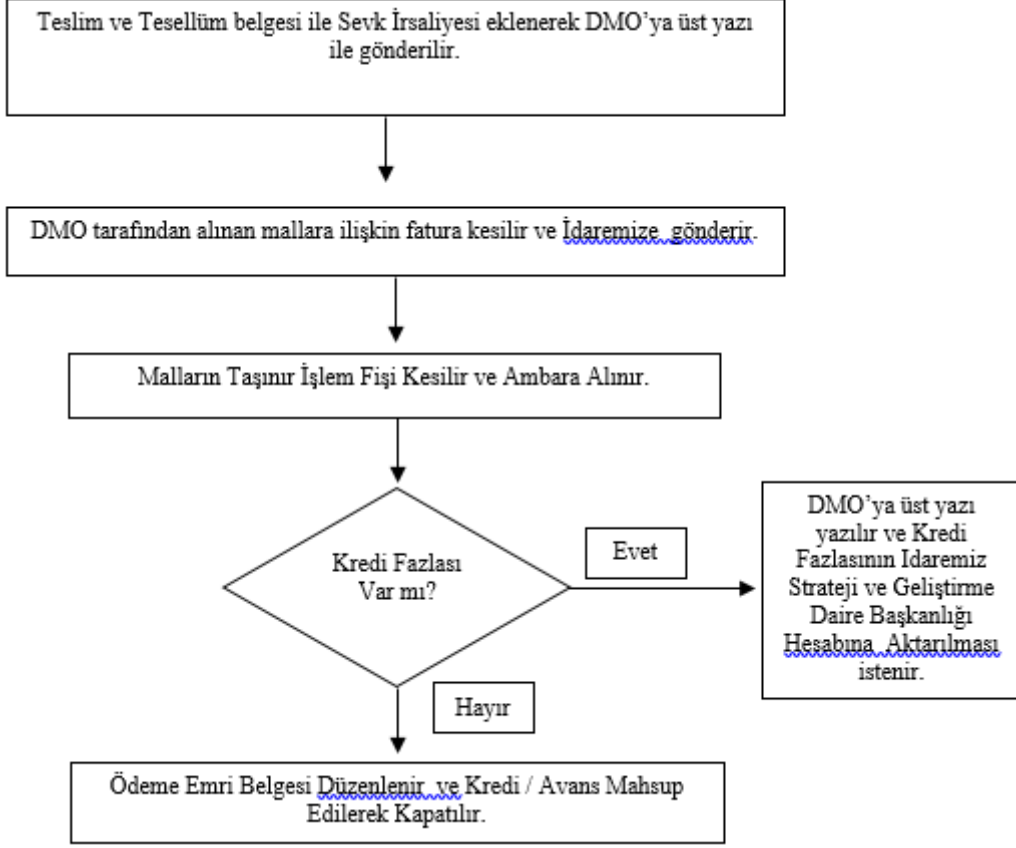 Teslim ve Tesellüm belgesi ile Sevk İrsaliyesi eklenerek DMO’ya üst yazı
ile gönderilir.
DMO tarafından alınan mallara ilişkin fatura kesilir ve İdaremize gönderir.
Malların Taşınır İşlem Fişi Kesilir ve Ambara Alınır.
Kredi Fazlası
Var mı?
Evet
DMO’ya üst yazı
yazılır ve Kredi
Fazlasının Idaremiz
Strateji ve Geliştirme
Daire Başkanlığı
Hesabına Aktarılması
istenir.
Hayır
Ödeme Emri Belgesi Düzenlenir ve Kredi / Avans Mahsup
Edilerek Kapatılır.